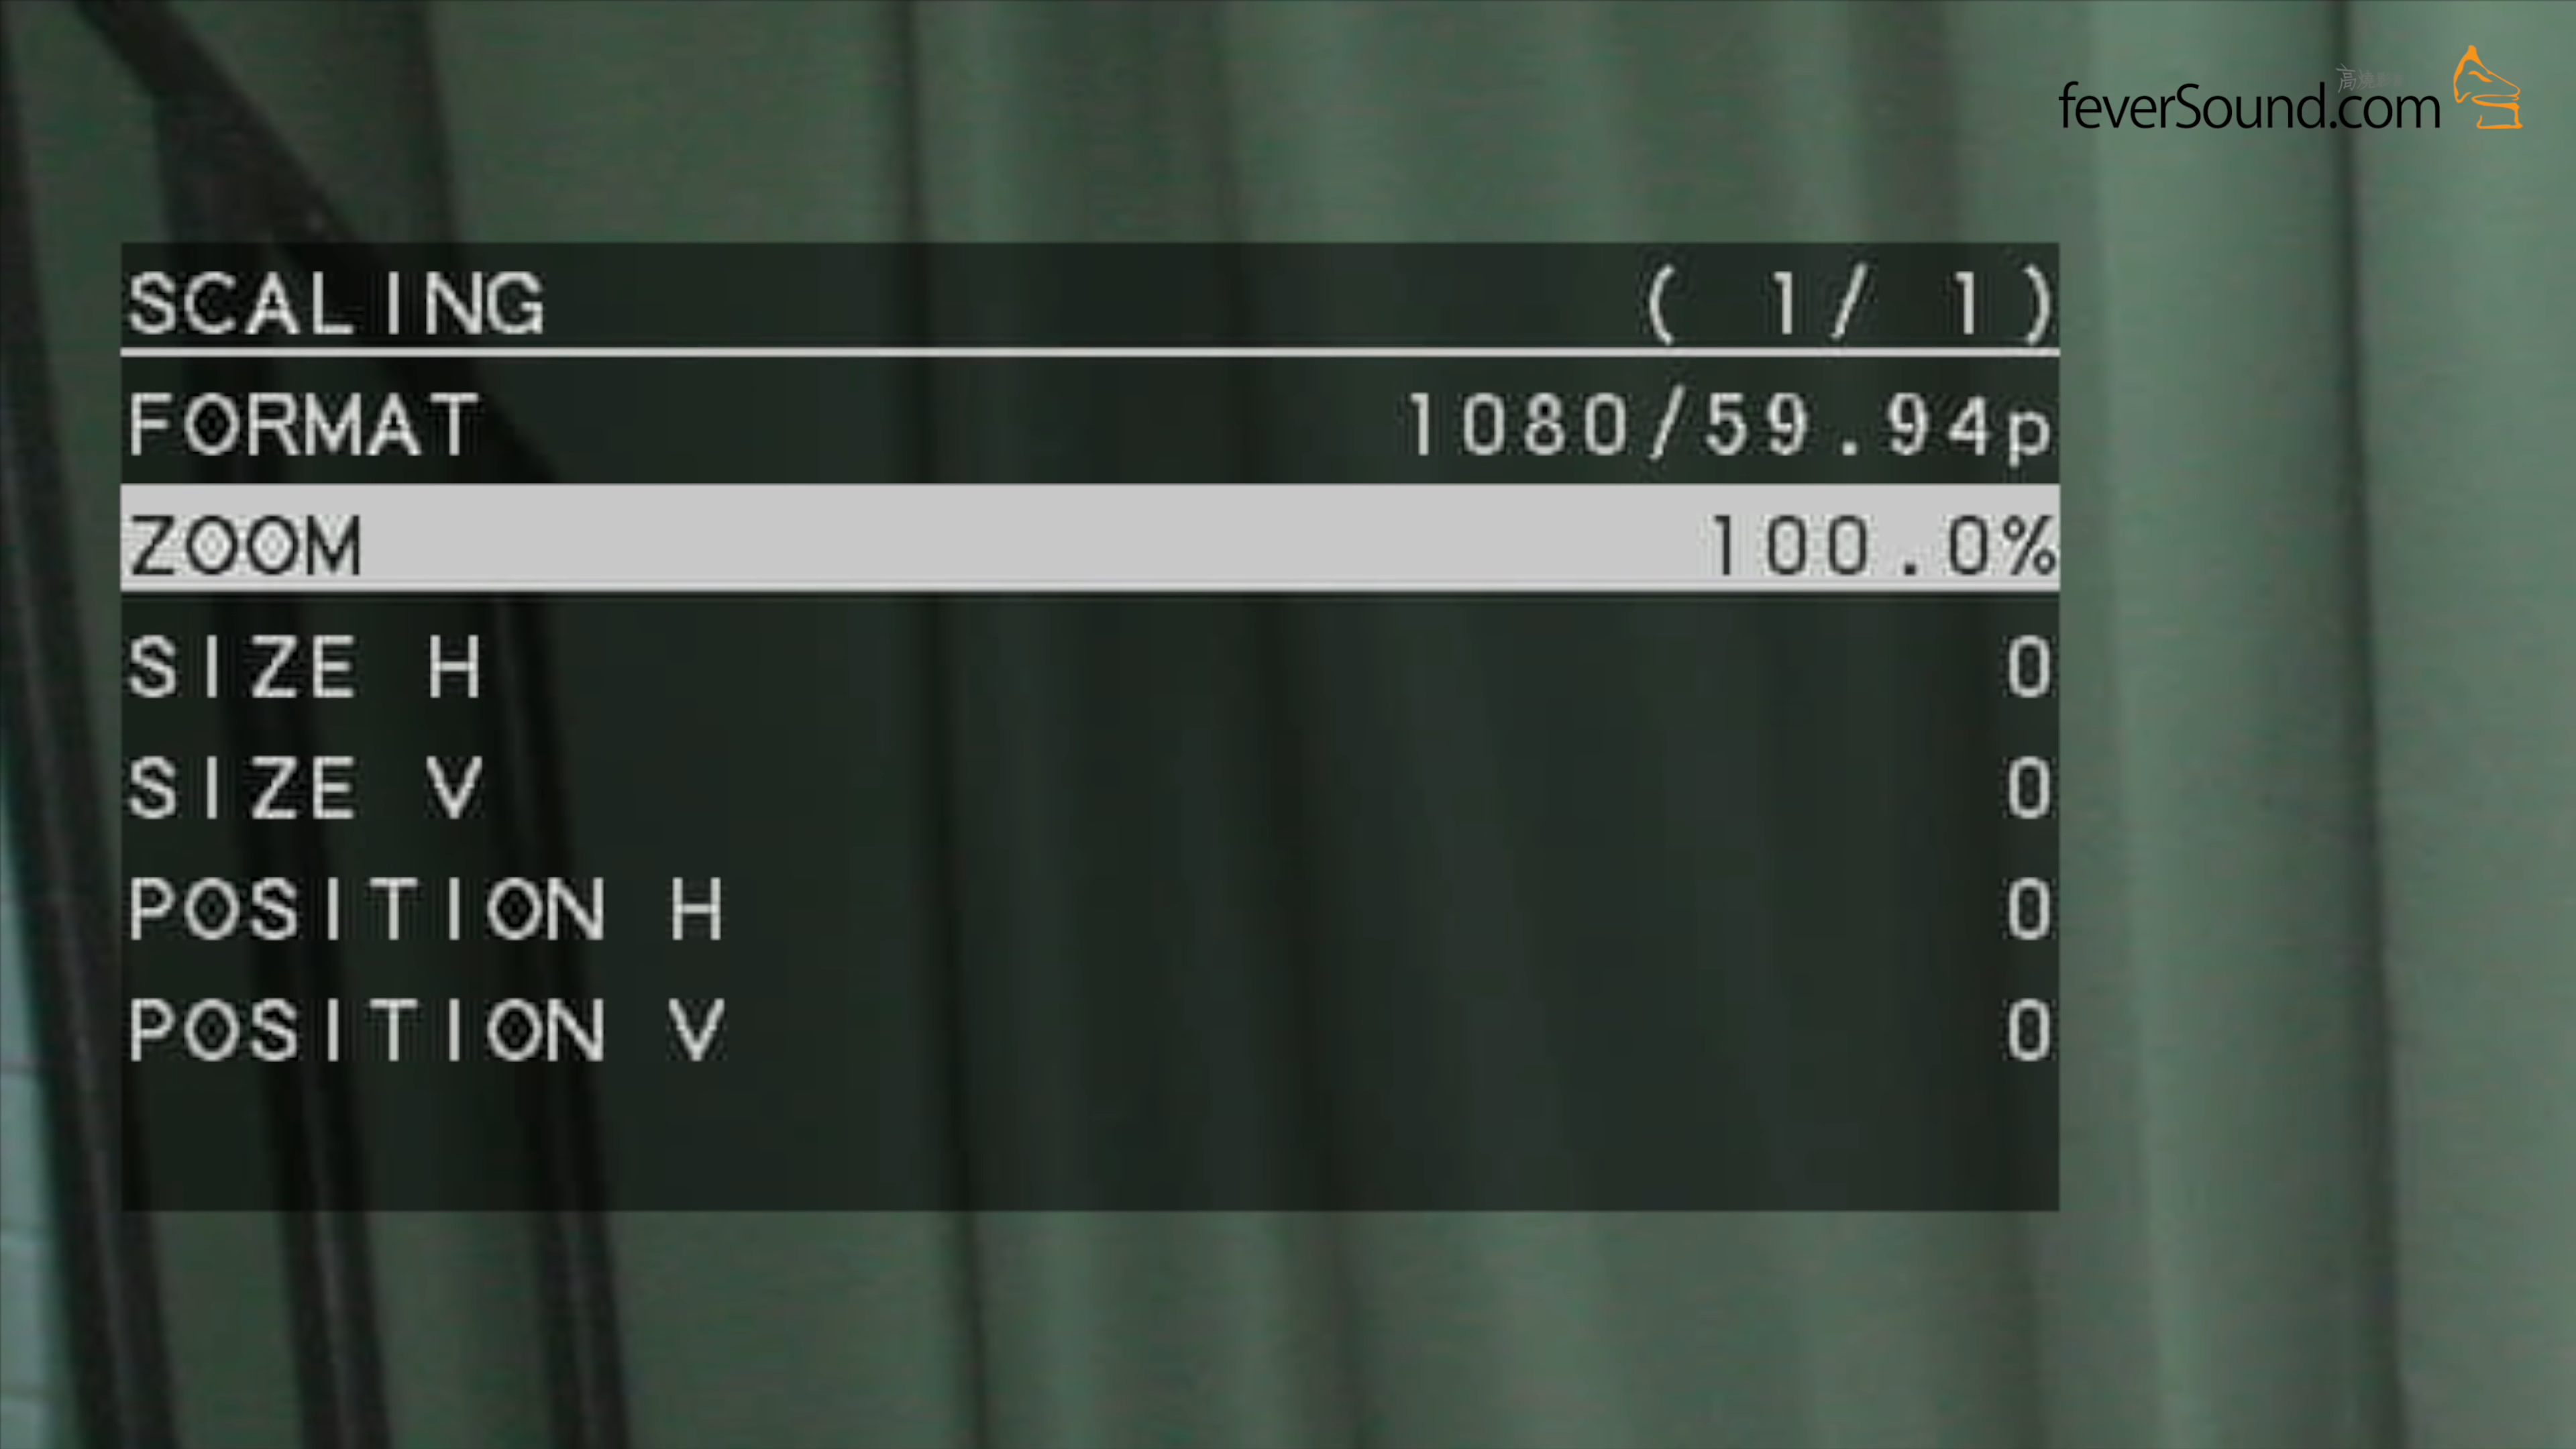 feverSound.com
SCALING ( 1/ 1)
FORMAT 1080/59.94p
ZOOM 100.0%
SIZE H 0
SIZE V 0
POSITION H 0
POSITION V 0